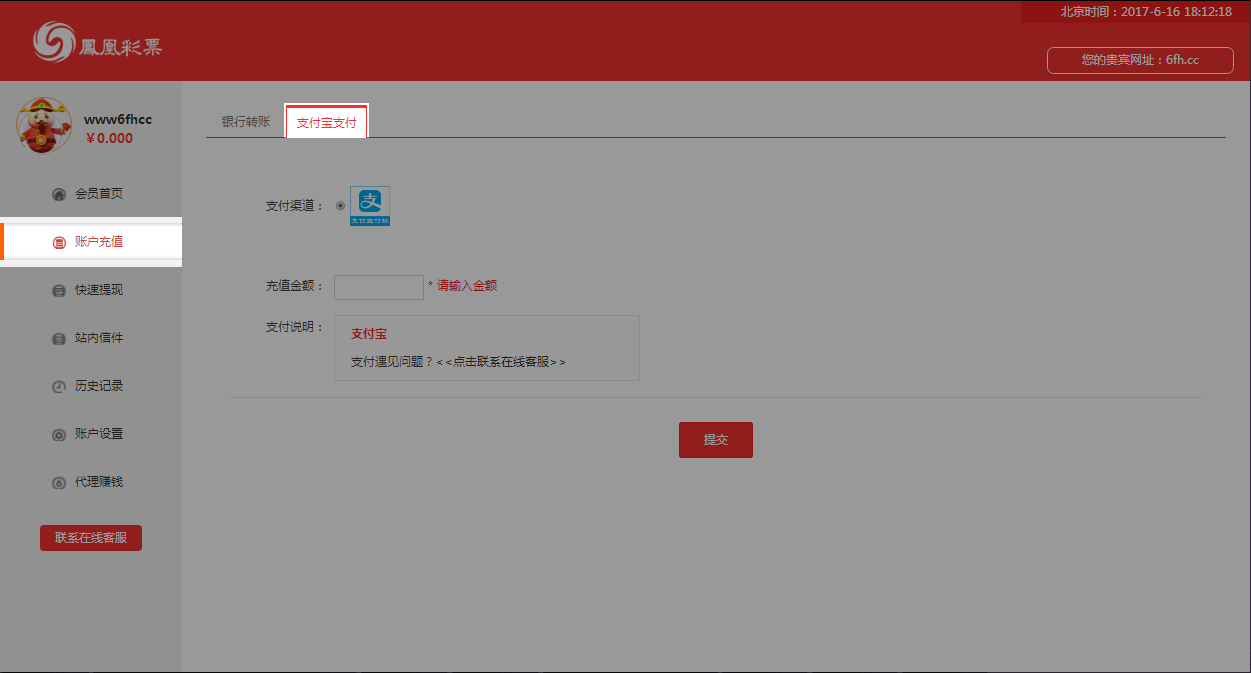 北京时间：2017-6-16 18:12:18
鳳凰彩票
您的贵宾网址：6fh.cc
www6fhcc
￥0.000
会员首页
账户充值
快速提现
站内信件
历史记录
账户设置
代理赚钱
联系在线客服
银行转账
支付宝支付
支付渠道：
支
支付宝付款
充值金额：
* 请输入金额
支付说明：
支付宝
支付遇见问题？<<点击联系在线客服>>
提交